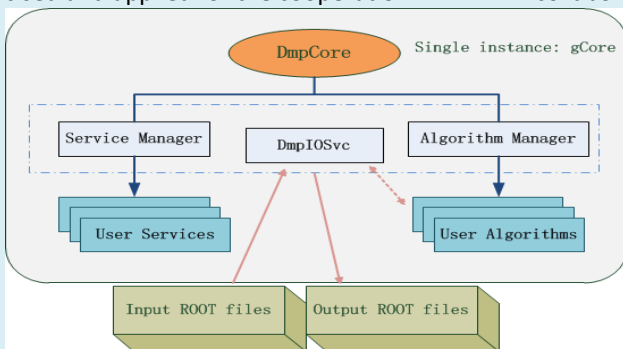 DmpCore
Single instance: gCore
Service Manager
DmpIOSvc
Algorithm Manager
User Services
User Algorithms
Input ROOT files
Output ROOT files